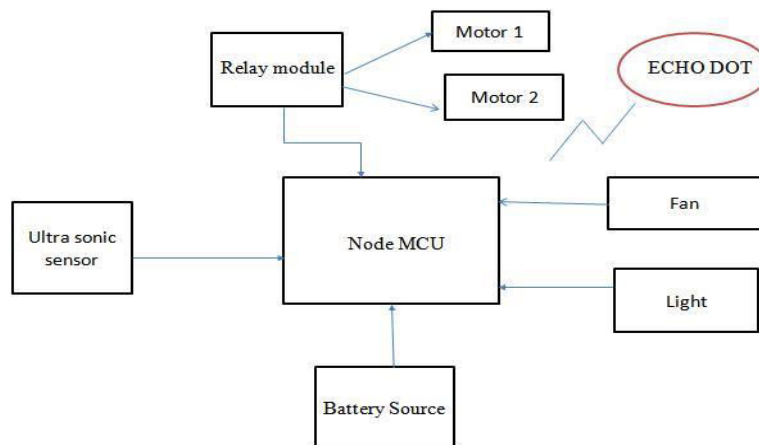 Motor 1
Relay module
ECHO DOT
Motor 2
Fan
Ultra sonic
sensor
Node MCU
Light
Battery Source